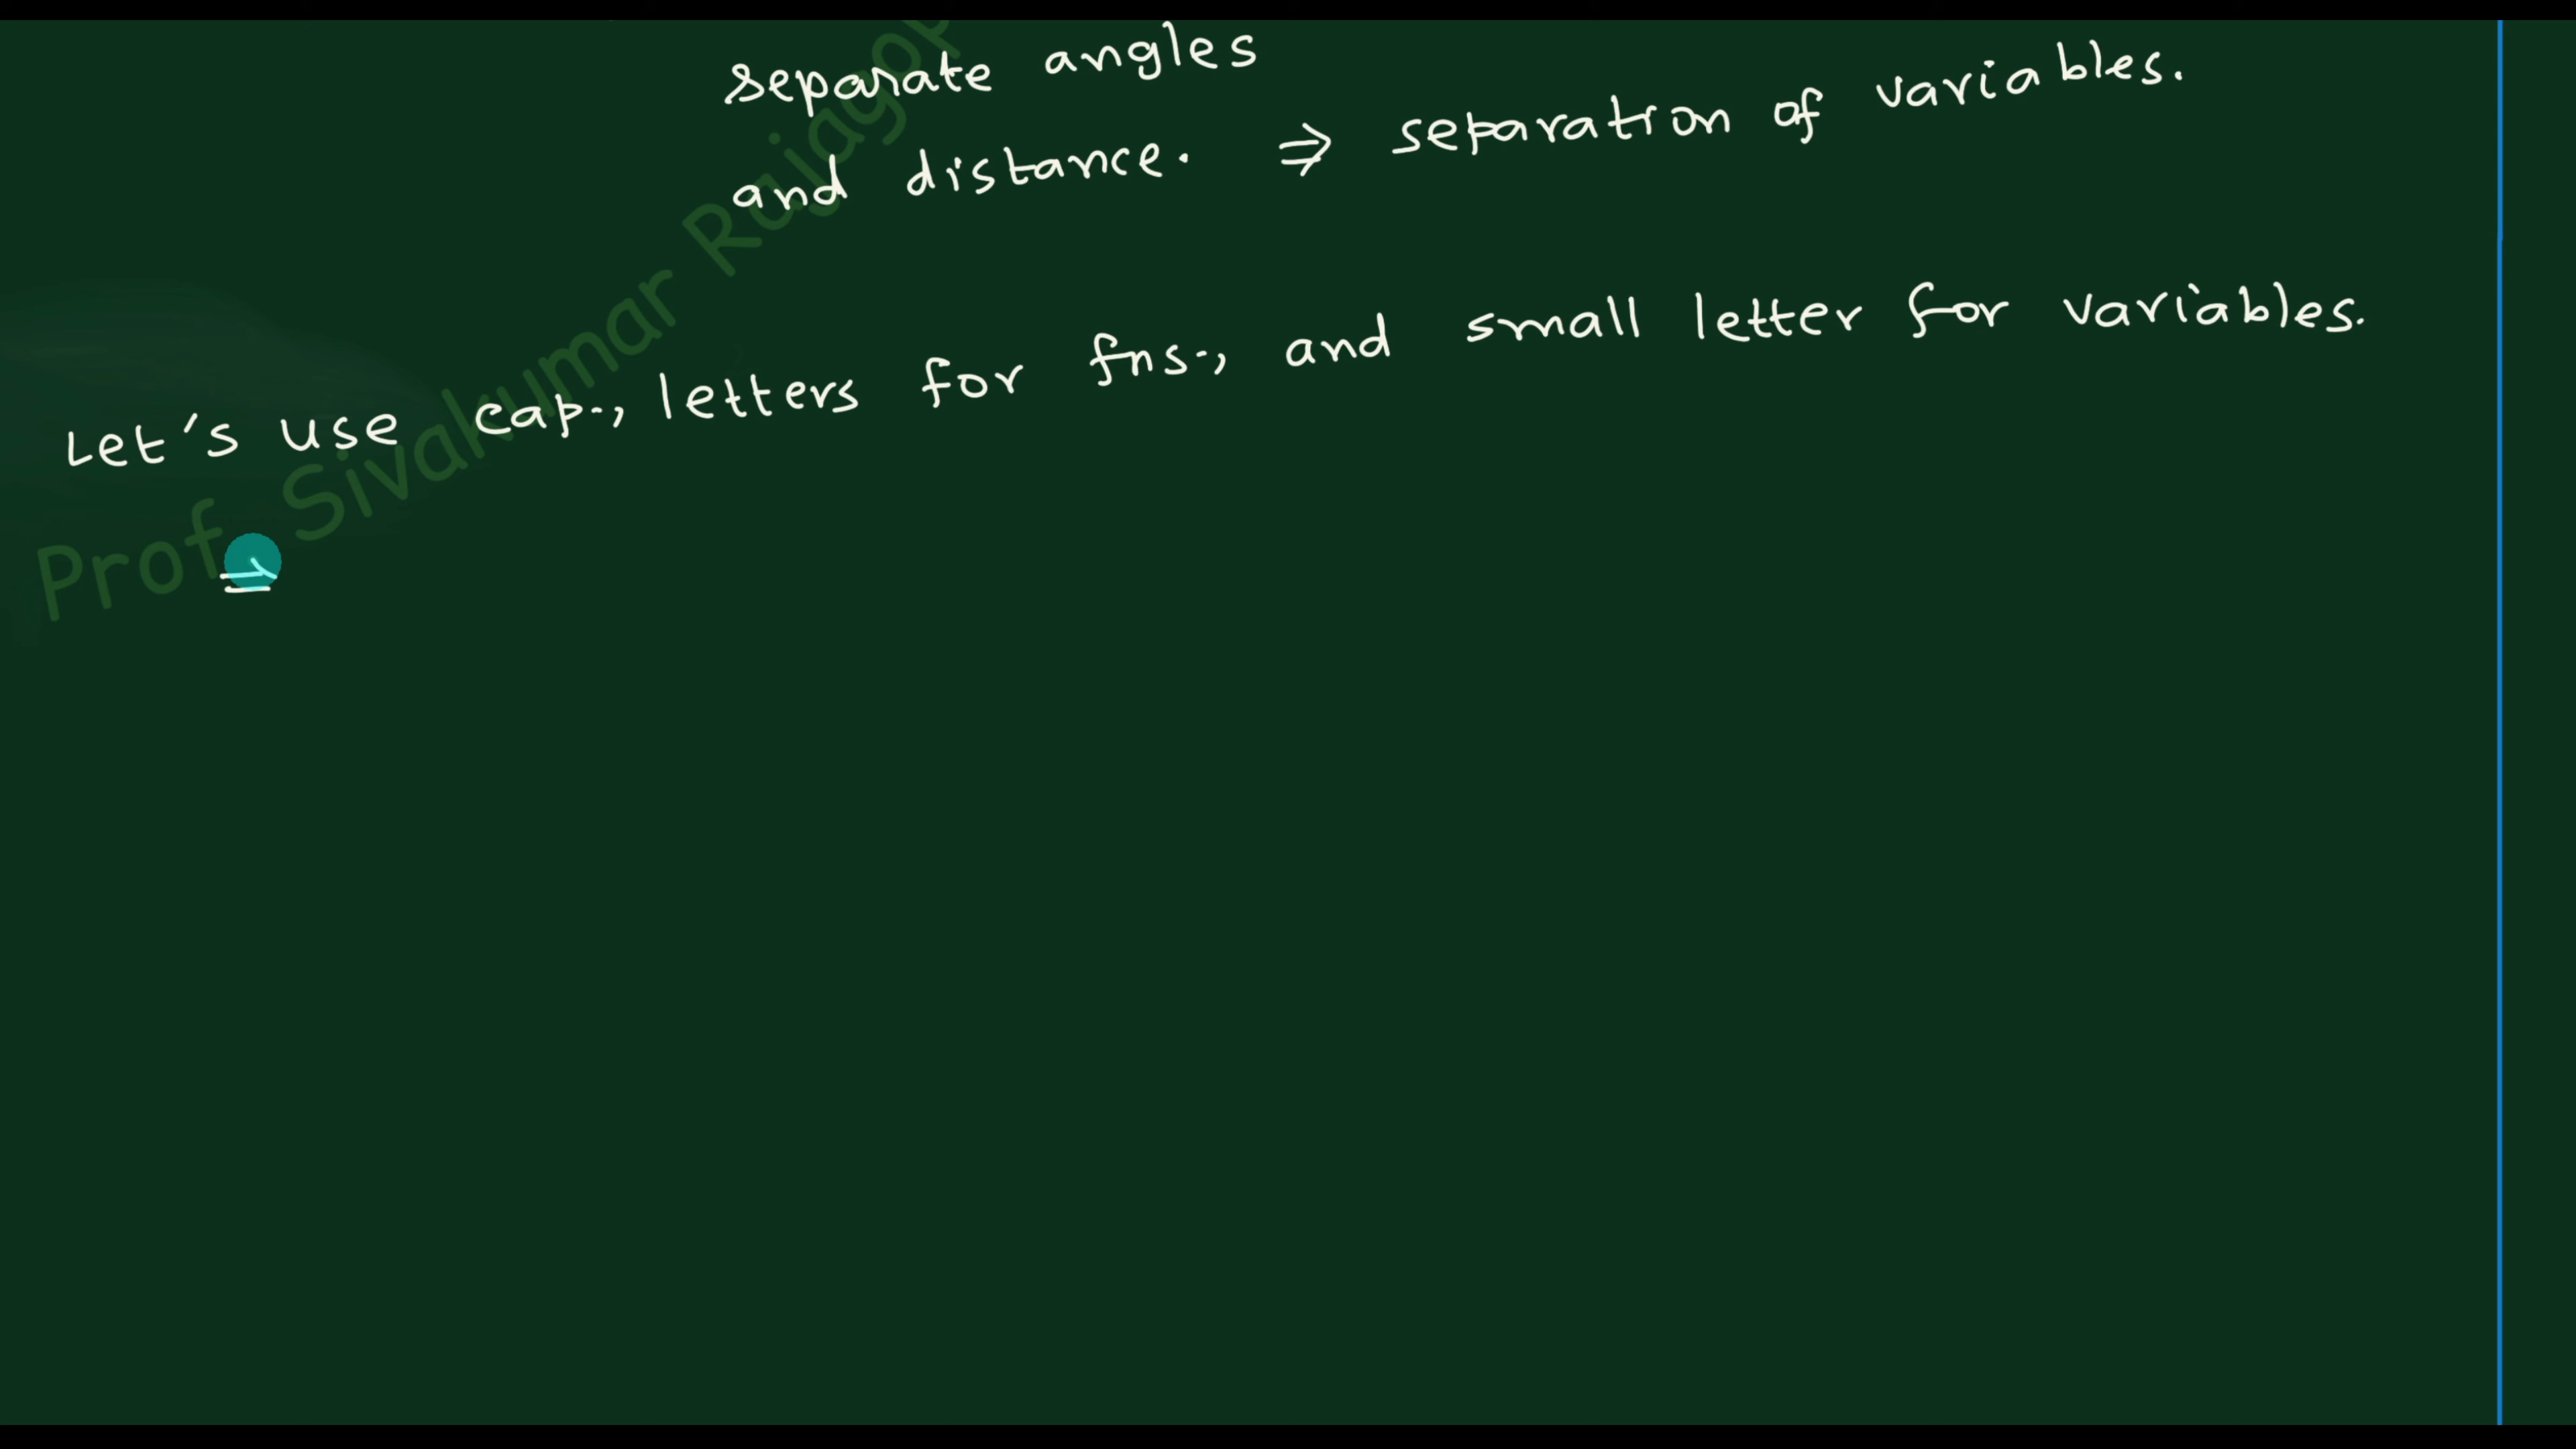 separate angles
and distance. ⇒ separation of variables.
Let's use cap., letters for fns., and small letter for variables.
Prof. Sivakumar Rajagop